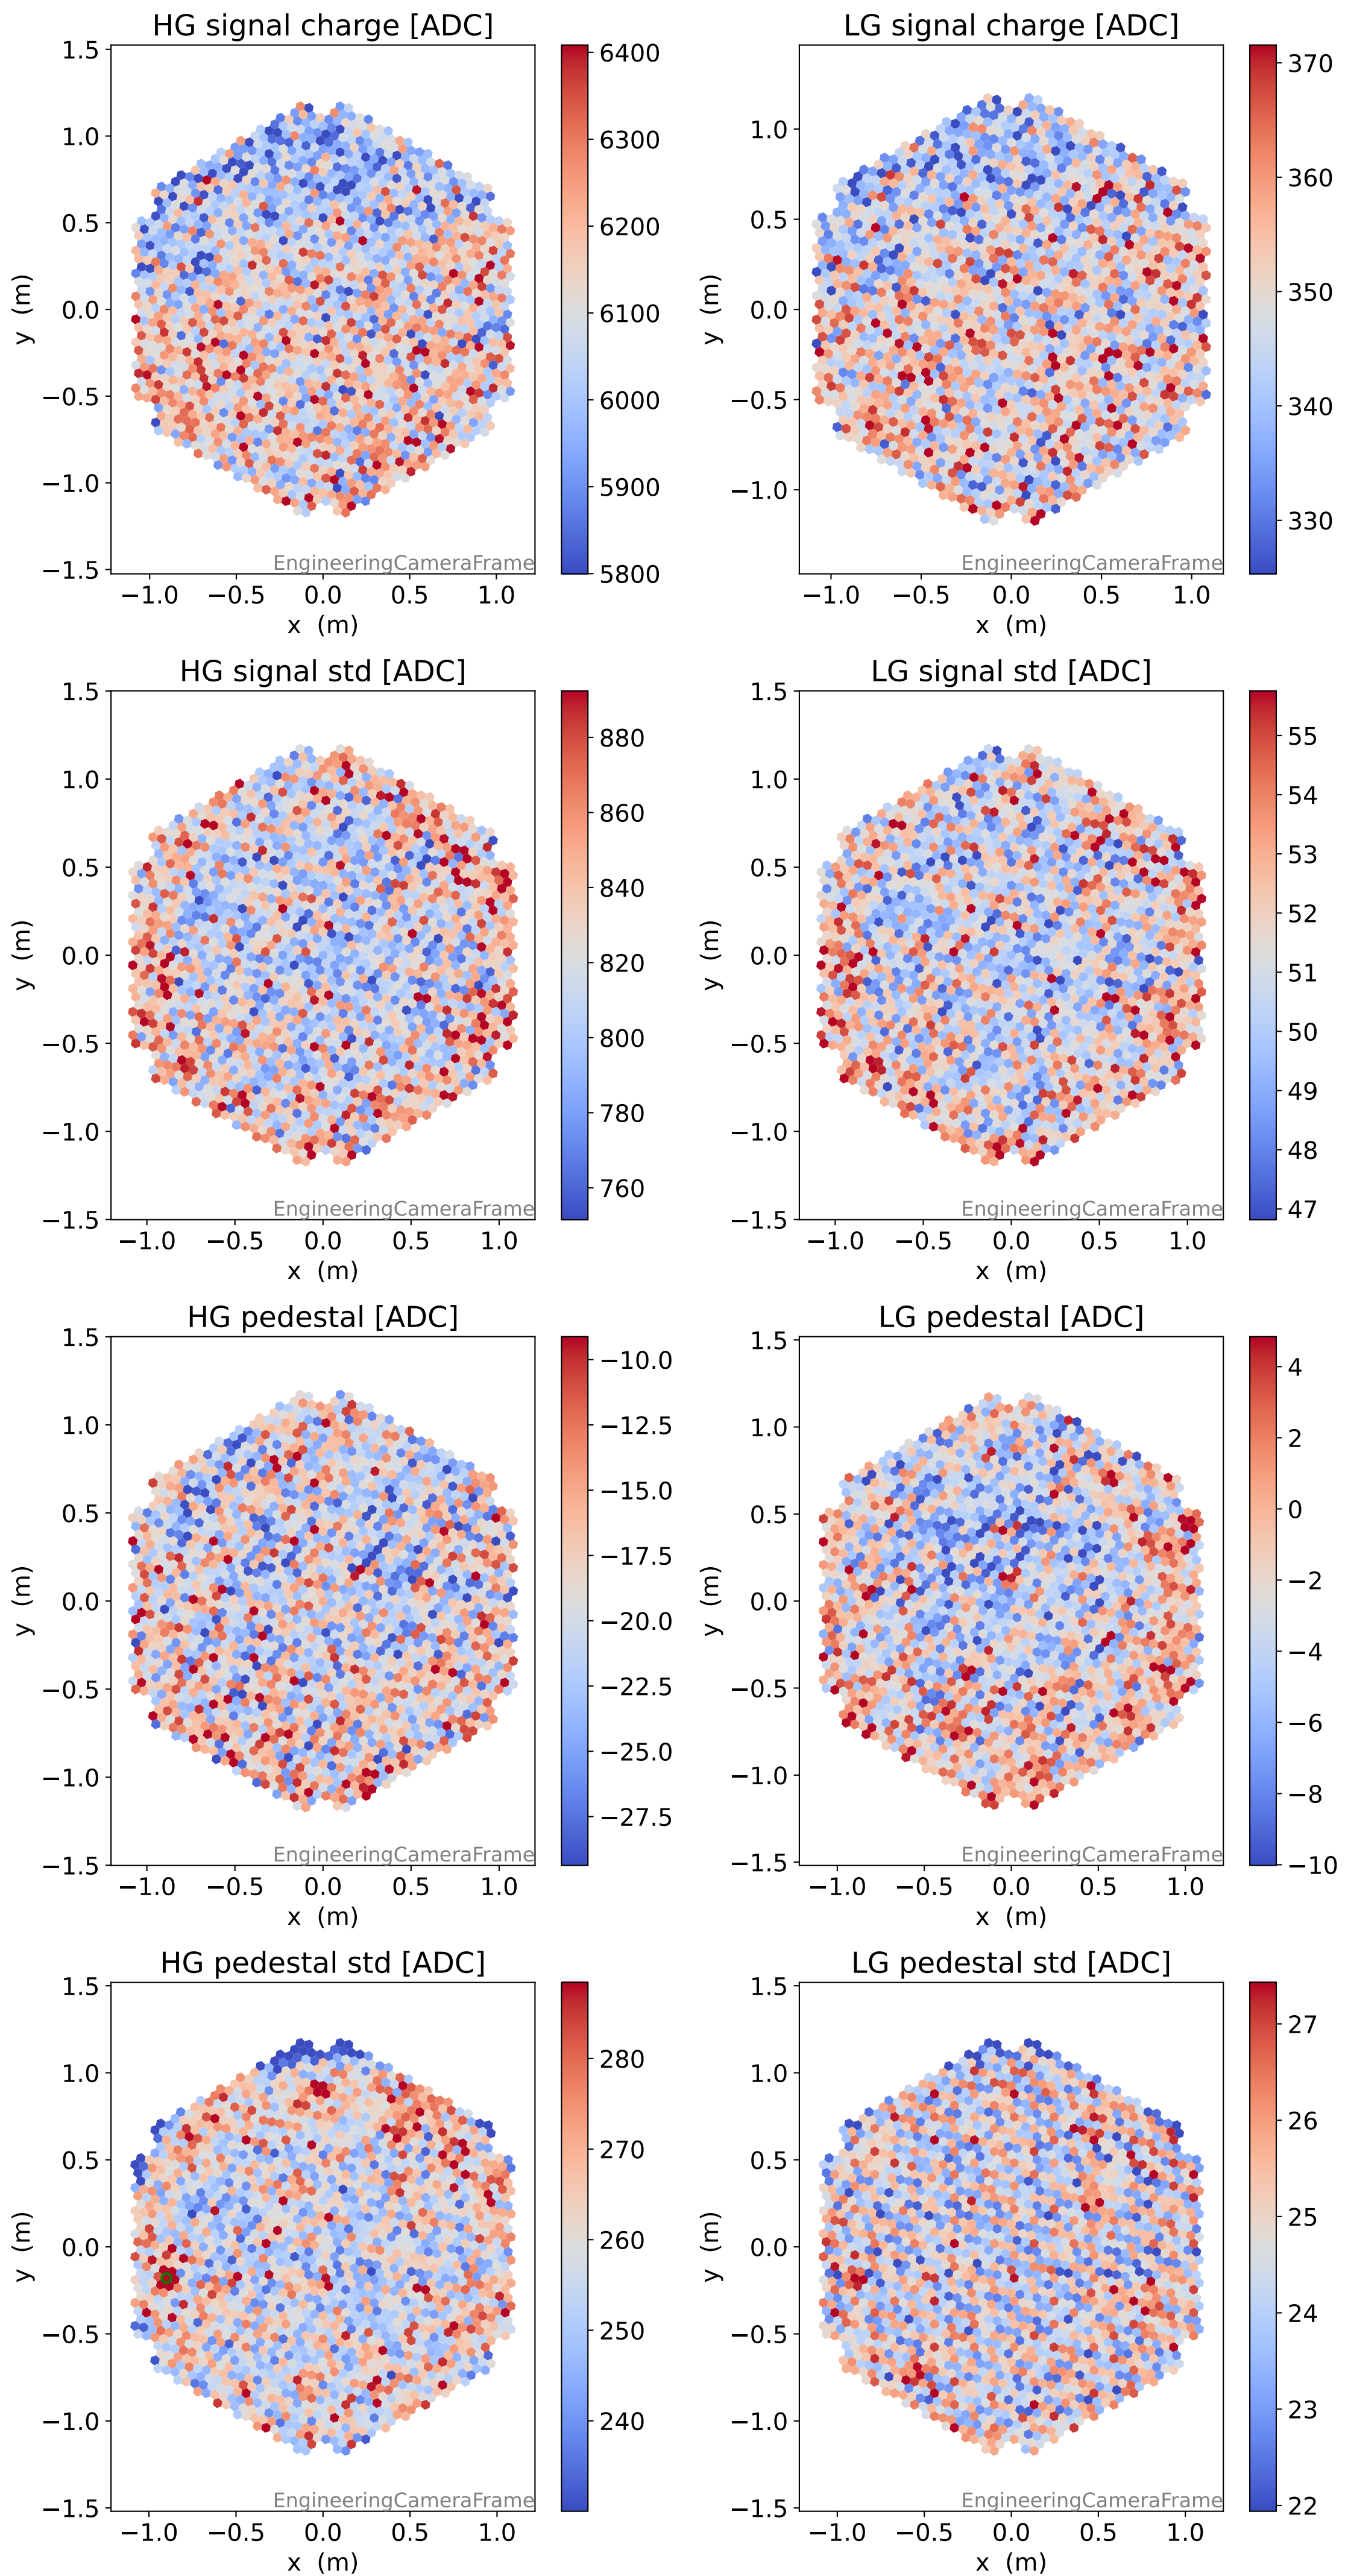 HG signal charge [ADC]
1.5
1.0
0.5
0.0
−0.5
−1.0
−1.5
y (m)
EngineeringCameraFrame
−1.0 −0.5 0.0 0.5 1.0
x (m)
6400
6300
6200
6100
6000
5900
5800
LG signal charge [ADC]
1.0
0.5
0.0
−0.5
−1.0
y (m)
EngineeringCameraFrame
−1.0 −0.5 0.0 0.5 1.0
x (m)
370
360
350
340
330
HG signal std [ADC]
1.5
1.0
0.5
0.0
−0.5
−1.0
−1.5
y (m)
EngineeringCameraFrame
−1.0 −0.5 0.0 0.5 1.0
x (m)
880
860
840
820
800
780
760
LG signal std [ADC]
1.5
1.0
0.5
0.0
−0.5
−1.0
−1.5
y (m)
EngineeringCameraFrame
−1.0 −0.5 0.0 0.5 1.0
x (m)
55
54
53
52
51
50
49
48
47
HG pedestal [ADC]
1.5
1.0
0.5
0.0
−0.5
−1.0
−1.5
y (m)
EngineeringCameraFrame
−1.0 −0.5 0.0 0.5 1.0
x (m)
−10.0
−12.5
−15.0
−17.5
−20.0
−22.5
−25.0
−27.5
LG pedestal [ADC]
1.5
1.0
0.5
0.0
−0.5
−1.0
−1.5
y (m)
EngineeringCameraFrame
−1.0 −0.5 0.0 0.5 1.0
x (m)
4
2
0
−2
−4
−6
−8
−10
HG pedestal std [ADC]
1.5
1.0
0.5
0.0
−0.5
−1.0
−1.5
y (m)
EngineeringCameraFrame
−1.0 −0.5 0.0 0.5 1.0
x (m)
280
270
260
250
240
LG pedestal std [ADC]
1.5
1.0
0.5
0.0
−0.5
−1.0
−1.5
y (m)
EngineeringCameraFrame
−1.0 −0.5 0.0 0.5 1.0
x (m)
27
26
25
24
23
22